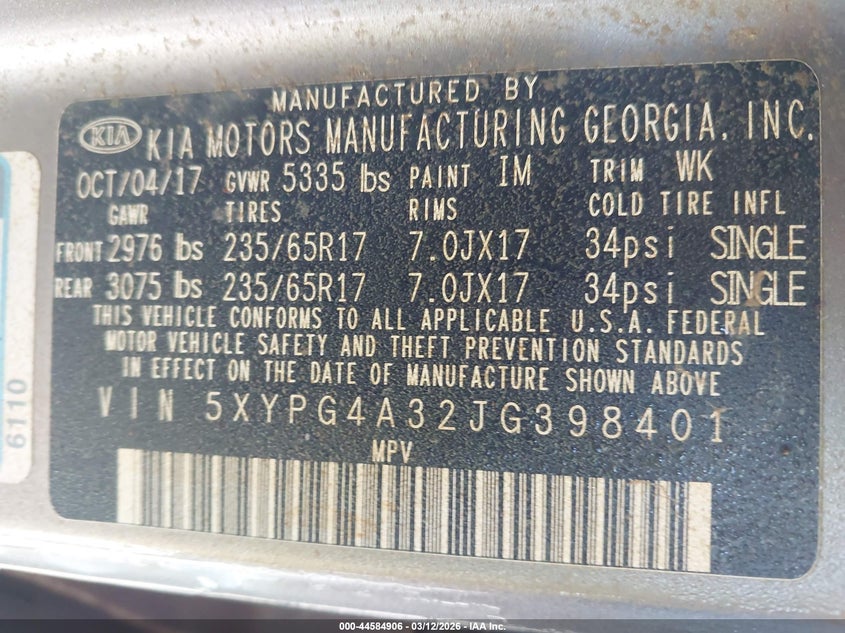 MANUFACTURED BY
KIA KIA MOTORS MANUFACTURING GEORGIA, INC.
OCT/04/17 GVWR 5335 lbs PAINT IM TRIM WK
GAWR TIRES RIMS COLD TIRE INFL
FRONT 2976 lbs 235/65R17 7.0JX17 34psi SINGLE
REAR 3075 lbs 235/65R17 7.0JX17 34psi SINGLE
THIS VEHICLE CONFORMS TO ALL APPLICABLE U.S.A. FEDERAL
MOTOR VEHICLE SAFETY AND THEFT PREVENTION STANDARDS
IN EFFECT ON THE DATE OF MANUFACTURE SHOWN ABOVE
VIN 5XYPG4A32JG398401
MPV
6110
000-44584906 - 03/12/2026 - IAAI.COM